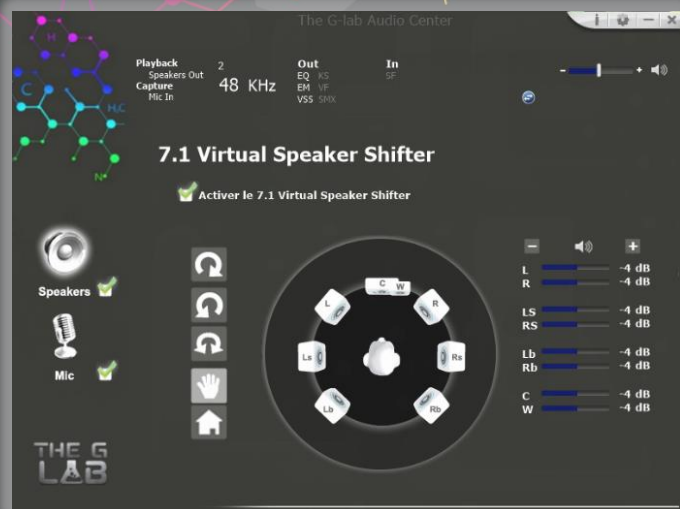 The G-lab Audio Center
H
C
H₃C
N
Playback 2 Out In
Speakers Out EQ KS SF
Capture 48 KHz EM VF
Mic In VSS SMX
7.1 Virtual Speaker Shifter
Activer le 7.1 Virtual Speaker Shifter
Speakers
Mic
THE G
LAB
C W
L R
Ls Rs
Lb Rb
L -4 dB
R -4 dB
LS -4 dB
RS -4 dB
Lb -4 dB
Rb -4 dB
C -4 dB
W -4 dB